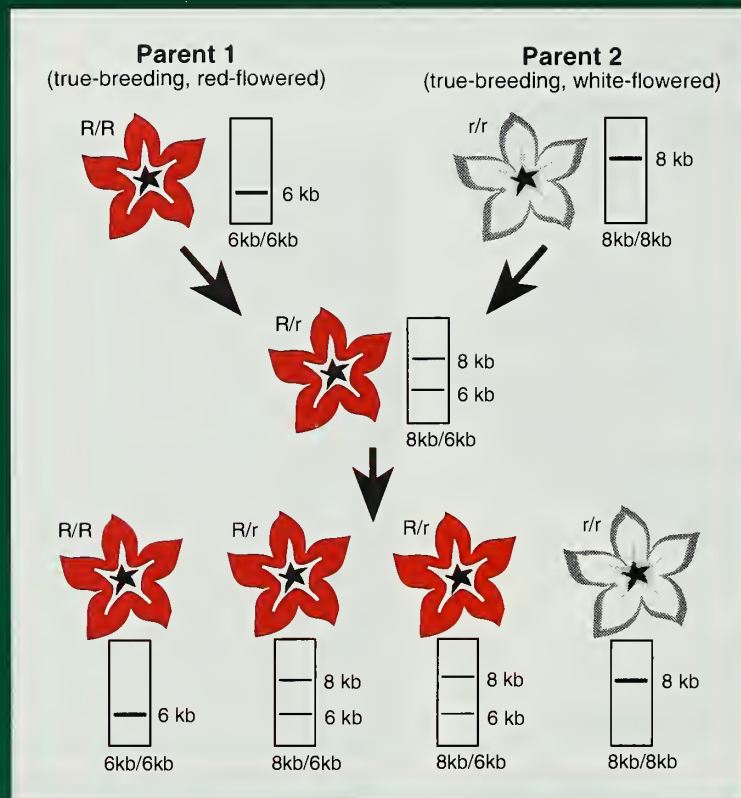 Parent 1
(true-breeding, red-flowered)
Parent 2
(true-breeding, white-flowered)
R/R
6 kb
6kb/6kb
r/r
8 kb
8kb/8kb
R/r
8 kb
6 kb
8kb/6kb
R/R
6 kb
6kb/6kb
R/r
8 kb
6 kb
8kb/6kb
R/r
8 kb
6 kb
8kb/6kb
r/r
8 kb
8kb/8kb